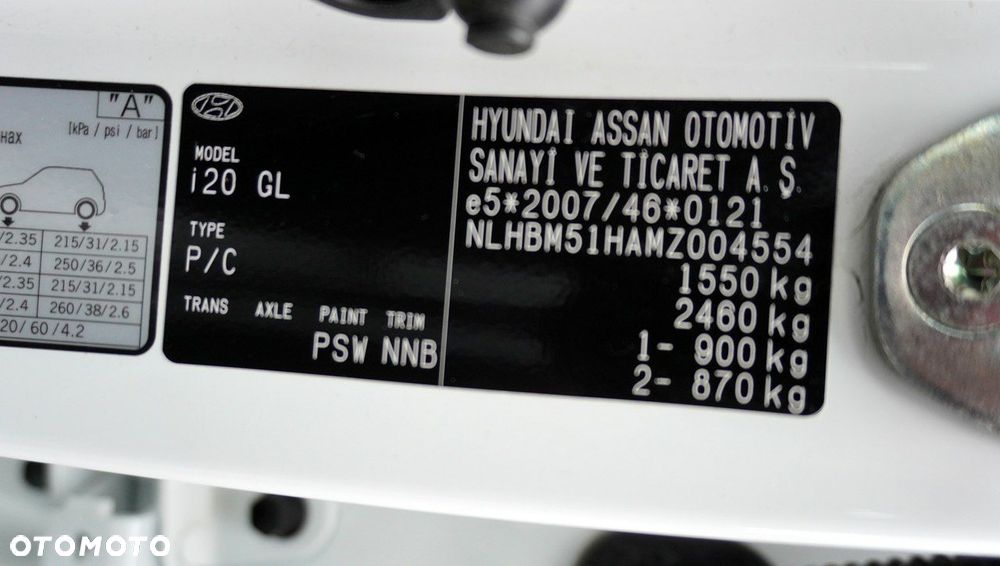 "A"
HAX [kPa / psi / bar]
/2.35 215/31/2.15
/2.4 250/36/2.5
/2.35 215/31/2.15
/2.4 260/38/2.6
20/60/4.2
MODEL
i20 GL
TYPE
P/C
TRANS AXLE PAINT TRIM
PSW NNB
HYUNDAI ASSAN OTOMOTİV
SANAYİ VE TİCARET A.Ş.
e5*2007/46*0121
NLHBM51HAMZ004554
1550 kg
2460 kg
1- 900 kg
2- 870 kg
OTOMOTO